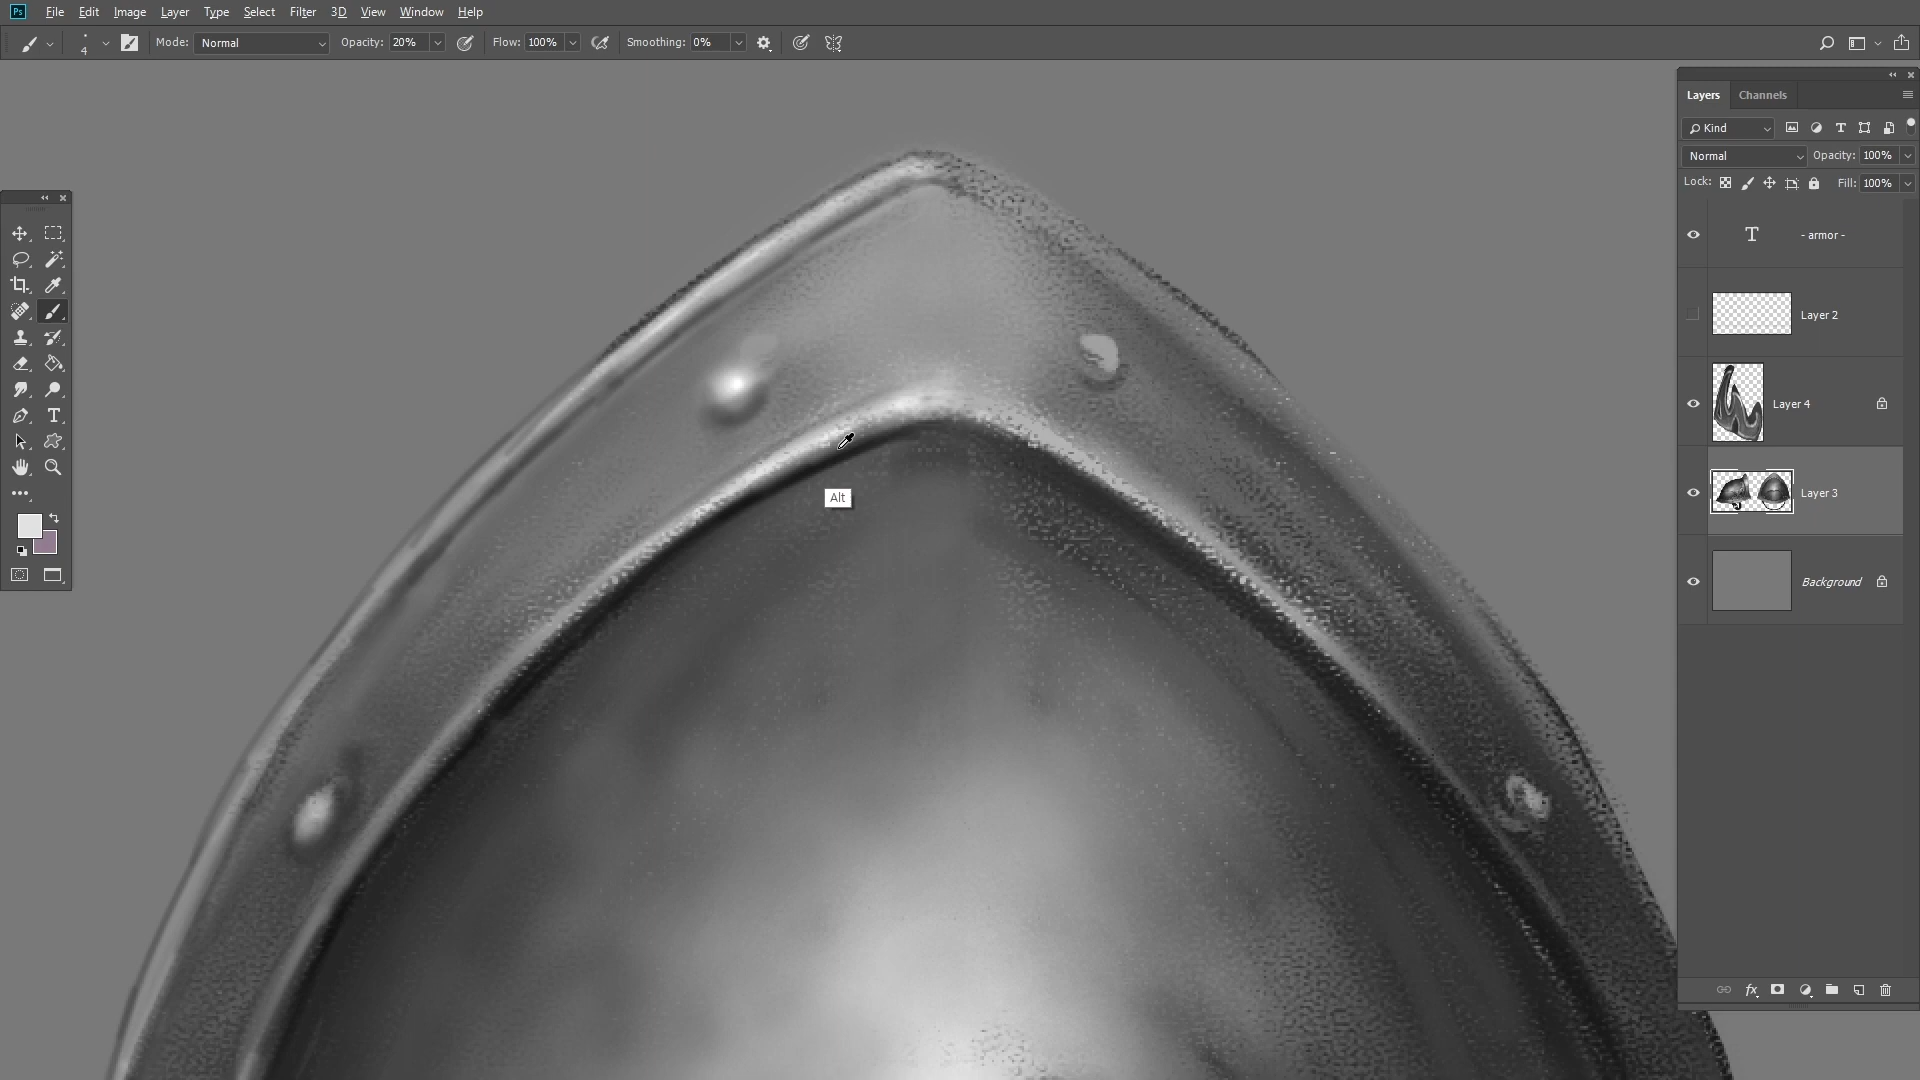 Ps File Edit Image Layer Type Select Filter 3D View Window Help
4 Mode: Normal Opacity: 20% Flow: 100% Smoothing: 0%
Layers Channels
Kind
Normal Opacity: 100%
Lock: Fill: 100%
T - armor -
Layer 2
Layer 4
Layer 3
Background
fx
Alt